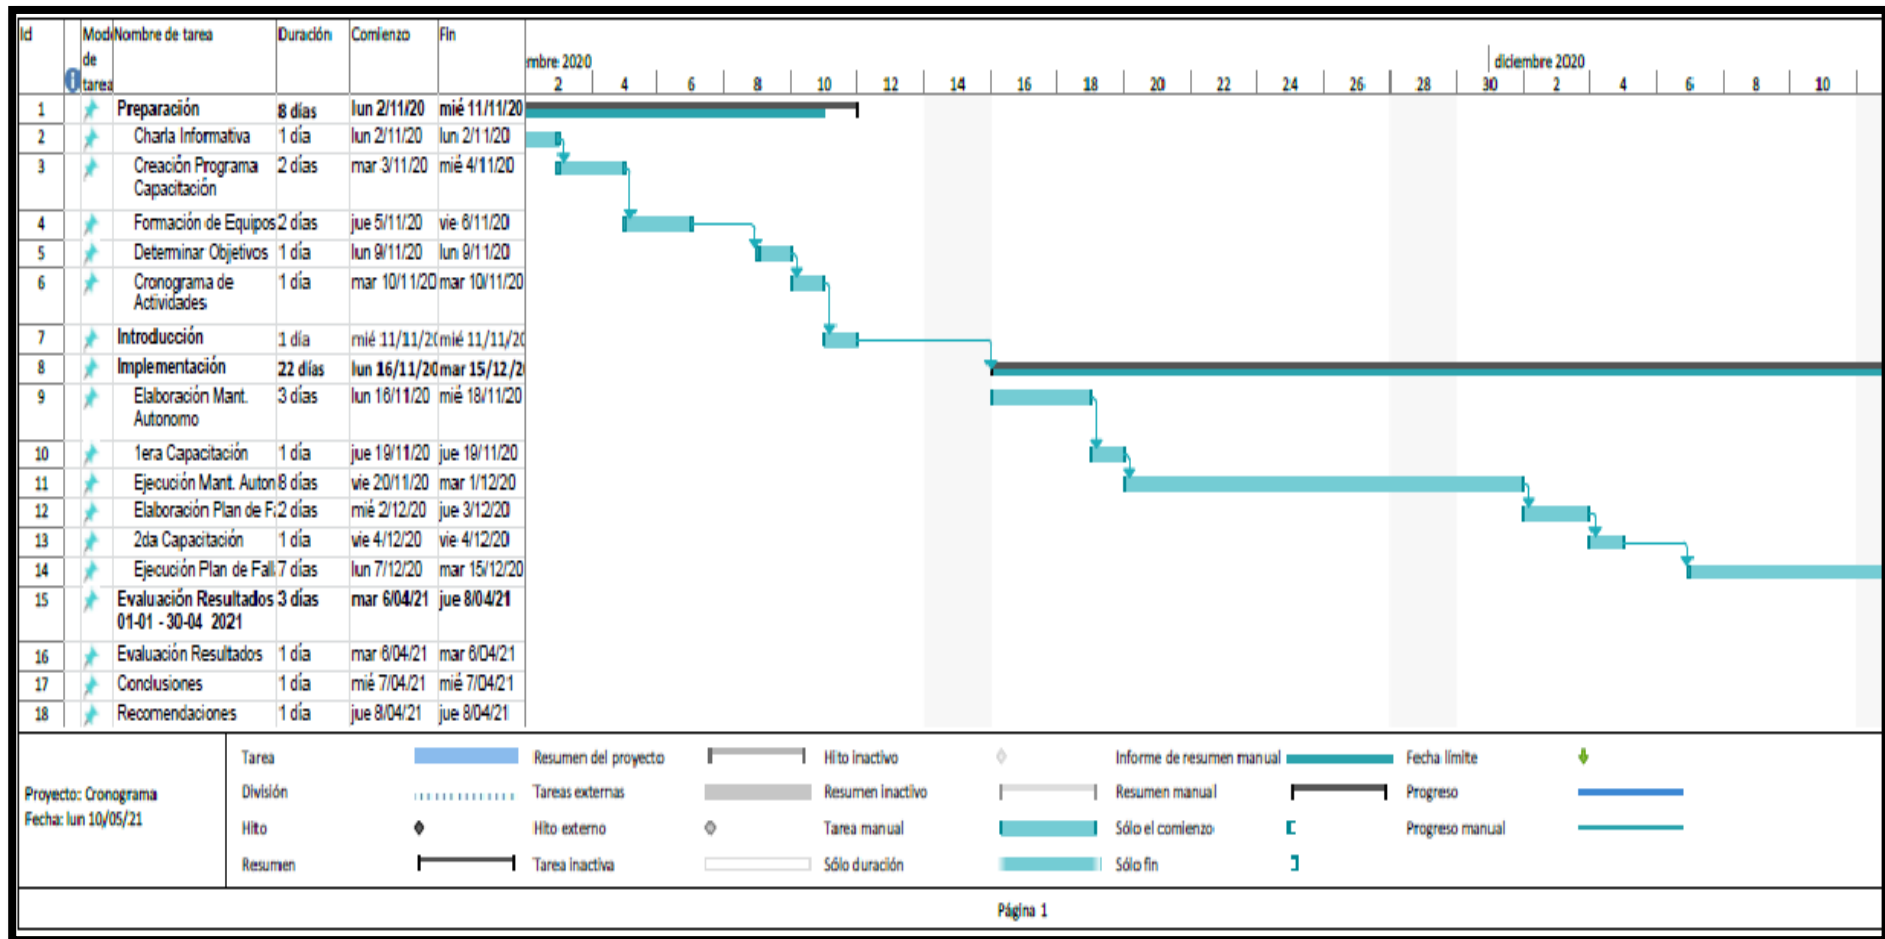 Id Modo Nombre de tarea Duración Comienzo Fin
de
tarea
mbre 2020 diciembre 2020
2 4 6 8 10 12 14 16 18 20 22 24 26 28 30 2 4 6 8 10
1 Preparación 8 días lun 2/11/20 mié 11/11/20
2 Charla Informativa 1 día lun 2/11/20 lun 2/11/20
3 Creación Programa 2 días mar 3/11/20 mié 4/11/20
Capacitación
4 Formación de Equipos 2 días jue 5/11/20 vie 6/11/20
5 Determinar Objetivos 1 día lun 9/11/20 lun 9/11/20
6 Cronograma de 1 día mar 10/11/20 mar 10/11/20
Actividades
7 Introducción 1 día mié 11/11/20 mié 11/11/20
8 Implementación 22 días lun 16/11/20 mar 15/12/2
9 Elaboración Mant. 3 días lun 16/11/20 mié 18/11/20
Autonomo
10 1era Capacitación 1 día jue 19/11/20 jue 19/11/20
11 Ejecución Mant. Auton 8 días vie 20/11/20 mar 1/12/20
12 Elaboración Plan de Fa 2 días mié 2/12/20 jue 3/12/20
13 2da Capacitación 1 día vie 4/12/20 vie 4/12/20
14 Ejecución Plan de Fall 7 días lun 7/12/20 mar 15/12/20
15 Evaluación Resultados 3 días mar 6/04/21 jue 8/04/21
01-01 - 30-04 2021
16 Evaluación Resultados 1 día mar 6/04/21 mar 6/04/21
17 Conclusiones 1 día mié 7/04/21 mié 7/04/21
18 Recomendaciones 1 día jue 8/04/21 jue 8/04/21
Proyecto: Cronograma
Fecha: lun 10/05/21
Tarea Resumen del proyecto Hito inactivo Informe de resumen manual Fecha límite
División Tareas externas Resumen inactivo Resumen manual Progreso
Hito Hito externo Tarea manual Sólo el comienzo Progreso manual
Resumen Tarea inactiva Sólo duración Sólo fin
Página 1